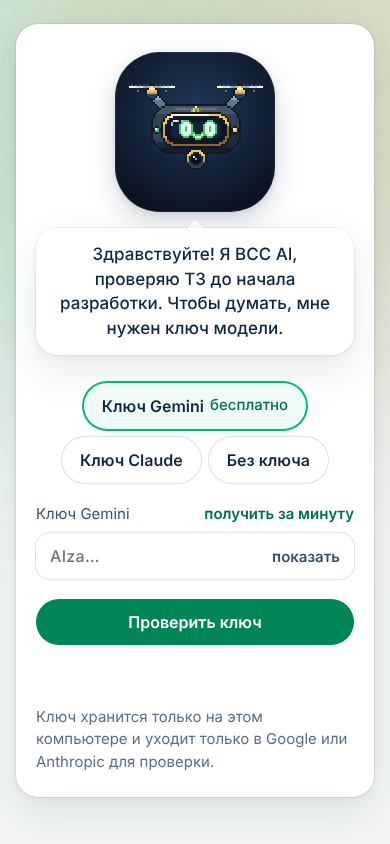 Здравствуйте! Я BCC AI,
проверяю ТЗ до начала
разработки. Чтобы думать, мне
нужен ключ модели.
Ключ Gemini бесплатно
Ключ Claude
Без ключа
Ключ Gemini
получить за минуту
AIza...
показать
Проверить ключ
Ключ хранится только на этом
компьютере и уходит только в Google или
Anthropic для проверки.